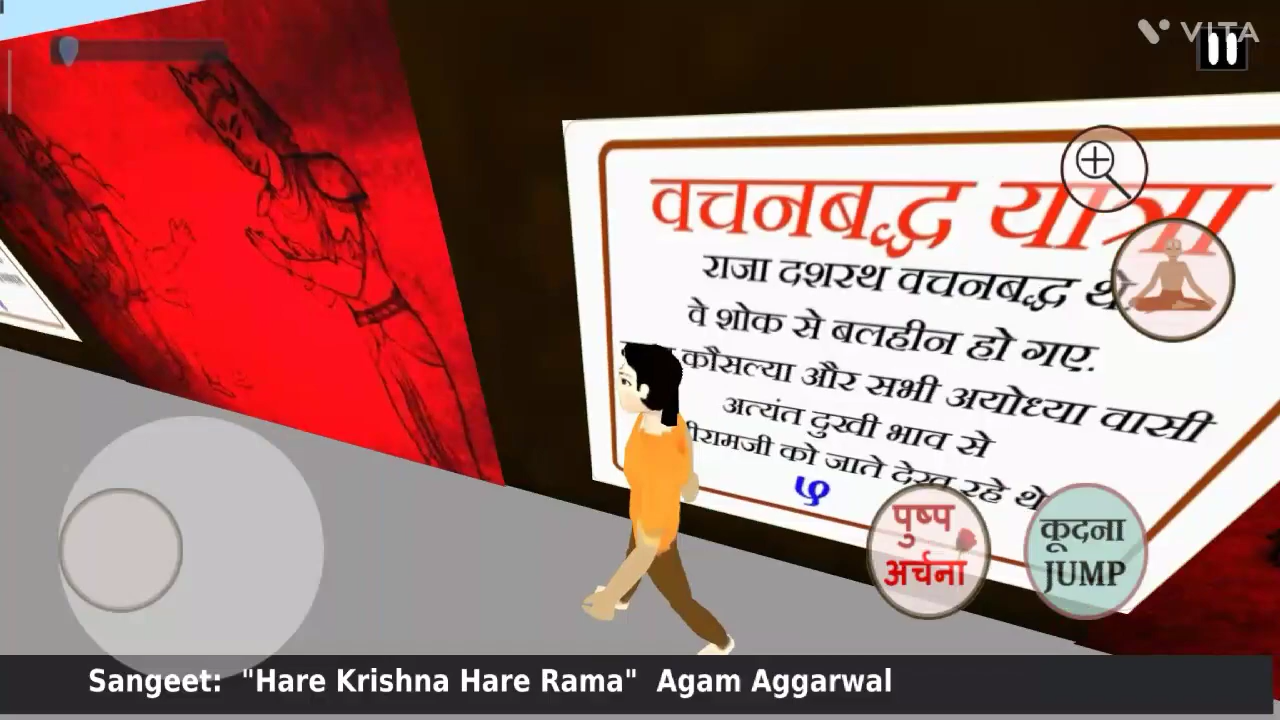 VITA
वचनबद्ध यात्रा
राजा दशरथ वचनबद्ध थे
वे शोक से बलहीन हो गए.
कौसल्या और सभी अयोध्या वासी
अत्यंत दुखी भाव से
श्रीरामजी को जाते देख रहे थे
५
पुष्प
अर्चना
कूदना
JUMP
Sangeet: "Hare Krishna Hare Rama" Agam Aggarwal